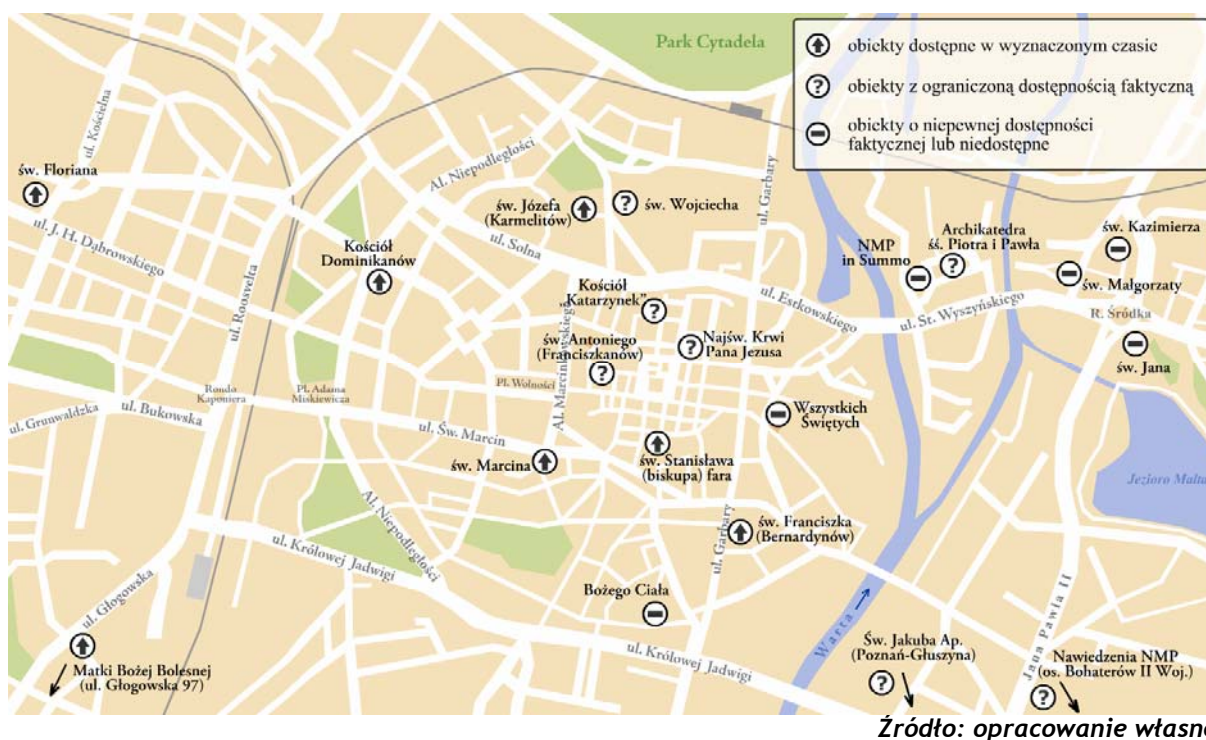 Park Cytadela
obiekty dostępne w wyznaczonym czasie
obiekty z ograniczoną dostępnością faktyczną
obiekty o niepewnej dostępności
faktycznej lub niedostępne
ul. Kościelna
św. Floriana
Al. Niepodległości
ul. Garbary
św. Józefa
(Karmelitów)
św. Wojciecha
ul. J. H. Dąbrowskiego
Kościół
Dominikanów
ul. Solna
NMP
in Summo
Archikatedra
śś. Piotra i Pawła
św. Kazimierza
św. Małgorzaty
ul. Roosvelta
Kościół
„Katarzynek"
ul. Estkowskiego
ul. St. Wyszyńskiego
R. Śródka
św. Antoniego
(Franciszkanów)
Najśw. Krwi
Pana Jezusa
św. Jana
Al. Marcinkowskiego
Pl. Wolności
Rondo
Kaponiera
Pl. Adama
Miskiewicza
ul. Grunwaldzka
ul. Bukowska
Wszystkich
Świętych
ul. Św. Marcin
św. Marcina
św. Stanisława
(biskupa) fara
Jezioro Malta
Al. Niepodległości
ul. Garbary
św. Franciszka
(Bernardynów)
ul. Królowej Jadwigi
Bożego Ciała
ul. Głogowska
Warta
Jana Pawła II
Matki Bożej Bolesnej
(ul. Głogowska 97)
ul. Królowej Jadwigi
Św. Jakuba Ap.
(Poznań-Głuszyna)
Nawiedzenia NMP
(os. Bohaterów II Woj.)
Źródło: opracowanie własne